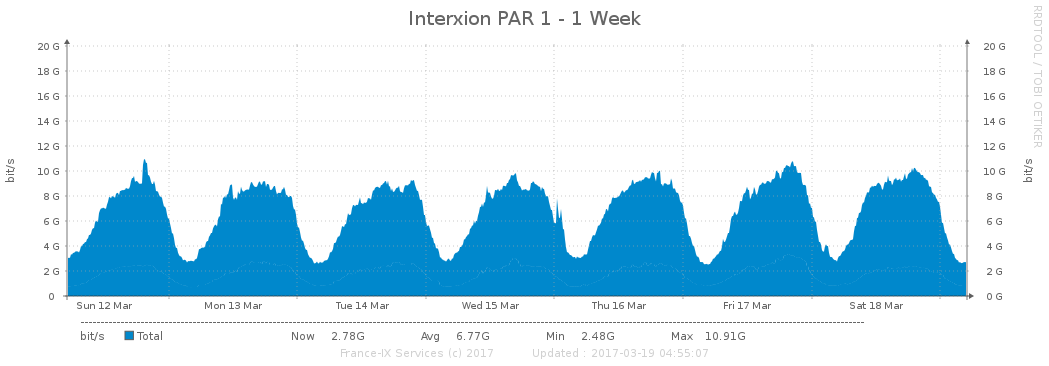 Interxion PAR 1 - 1 Week
RRDTOOL / TOBI OETIKER
bit/s
20 G 20 G
18 G 18 G
16 G 16 G
14 G 14 G
12 G 12 G
10 G 10 G
8 G 8 G
6 G 6 G
4 G 4 G
2 G 2 G
0 0 G
bit/s
Sun 12 Mar Mon 13 Mar Tue 14 Mar Wed 15 Mar Thu 16 Mar Fri 17 Mar Sat 18 Mar
bit/s Total Now 2.78G Avg 6.77G Min 2.48G Max 10.91G
France-IX Services (c) 2017 Updated : 2017-03-19 04:55:07